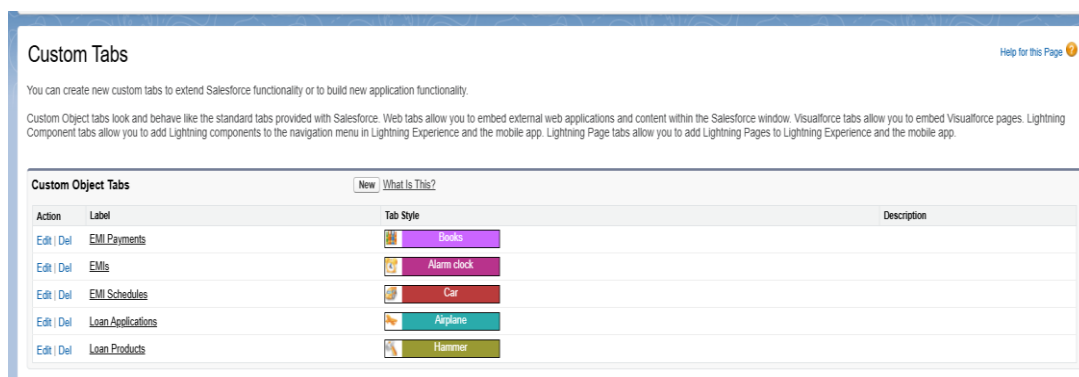 Custom Tabs
Help for this Page
You can create new custom tabs to extend Salesforce functionality or to build new application functionality.
Custom Object tabs look and behave like the standard tabs provided with Salesforce. Web tabs allow you to embed external web applications and content within the Salesforce window. Visualforce tabs allow you to embed Visualforce pages. Lightning
Component tabs allow you to add Lightning components to the navigation menu in Lightning Experience and the mobile app. Lightning Page tabs allow you to add Lightning Pages to Lightning Experience and the mobile app.
Custom Object Tabs New What Is This?
Action Label Tab Style Description
Edit | Del EMI Payments Books
Edit | Del EMIs Alarm clock
Edit | Del EMI Schedules Car
Edit | Del Loan Applications Airplane
Edit | Del Loan Products Hammer